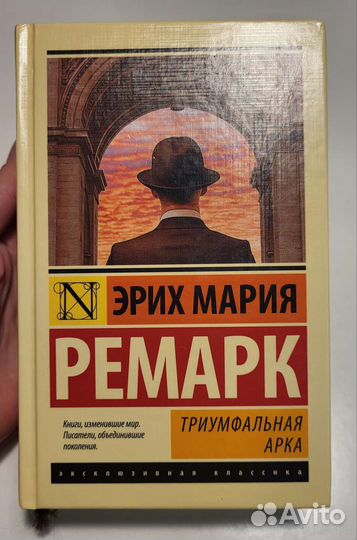 N
ЭРИХ МАРИЯ
РЕМАРК
Книги, изменившие мир.
Писатели, объединившие
поколения.
ТРИУМФАЛЬНАЯ
АРКА
эксклюзивная классика
Avito